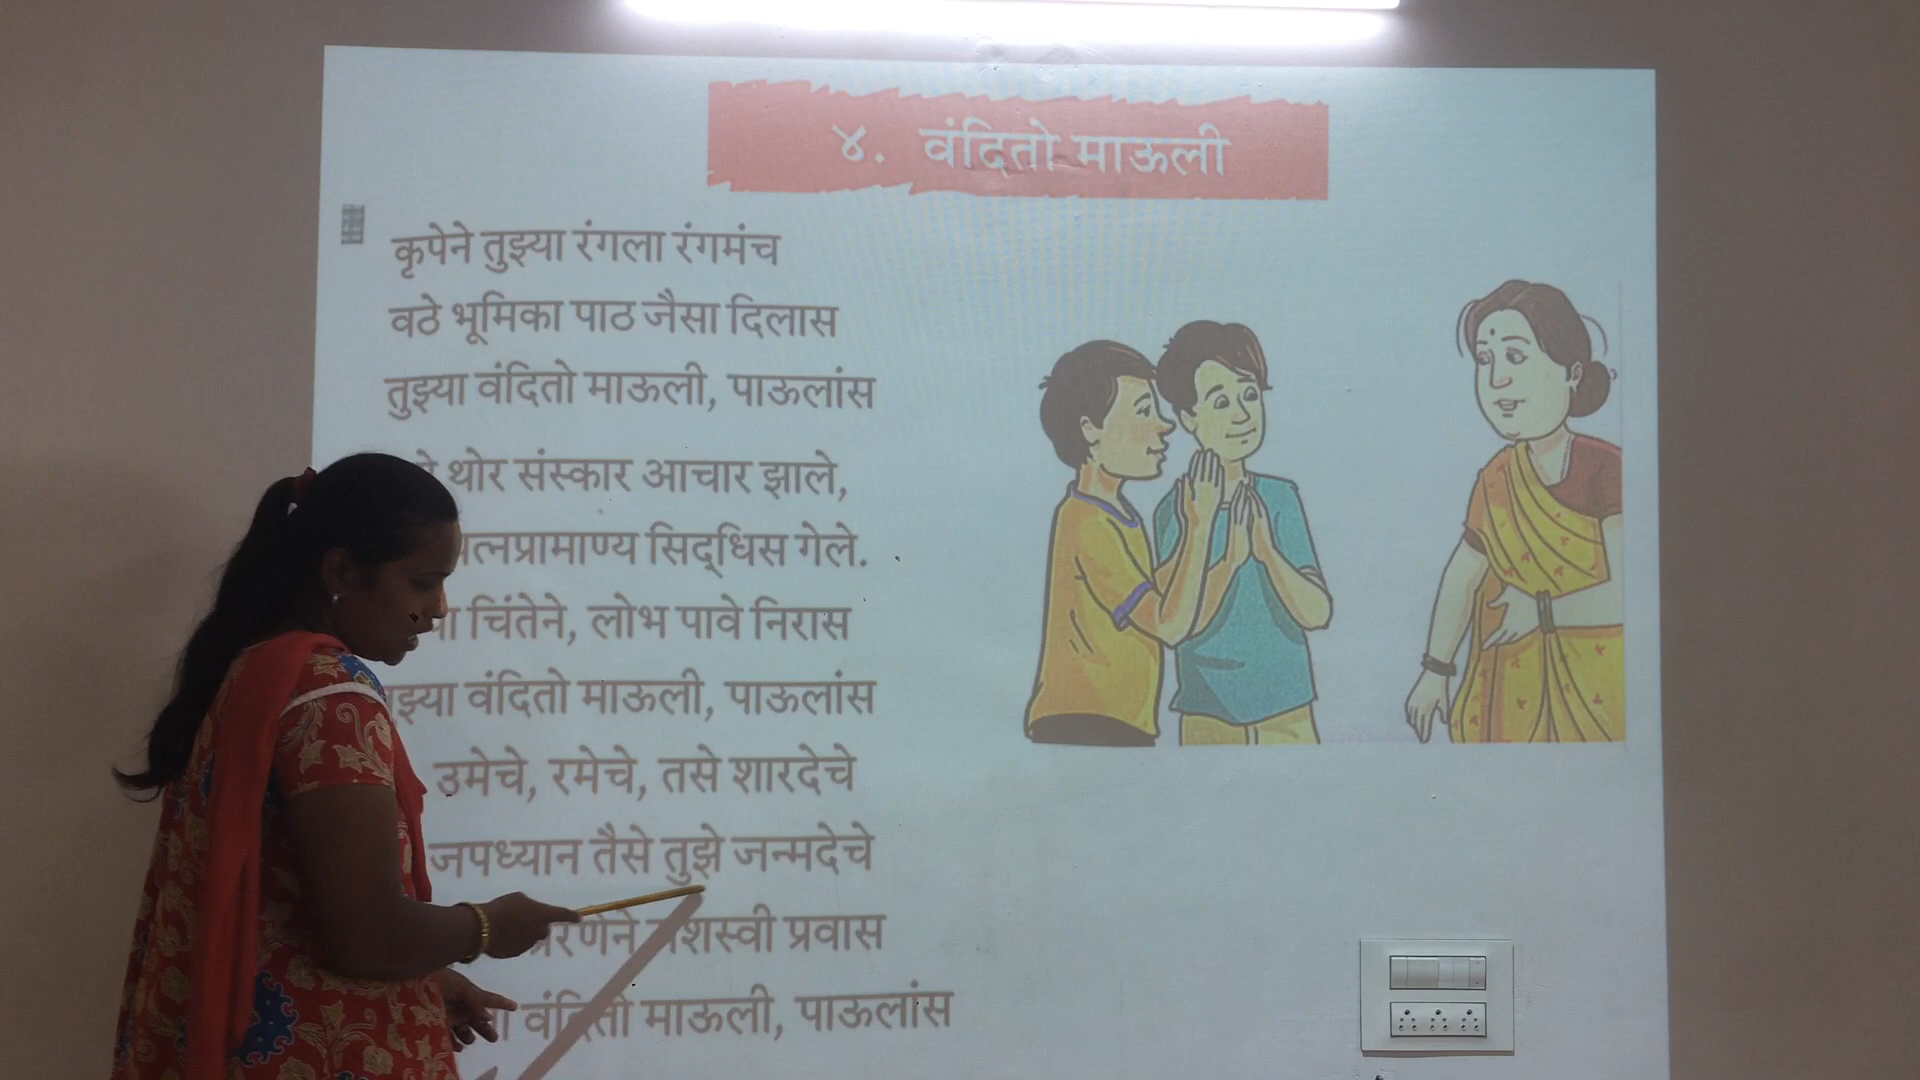 ४. वंदितो माऊली
कृपेने तुझ्या रंगला रंगमंच
वठे भूमिका पाठ जैसा दिलास
तुझ्या वंदितो माऊली, पाऊलांस
थोर संस्कार आचार झाले,
सिद्धिस गेले.
चिंतेने, लोभ पावे निरास
वंदितो माऊली, पाऊलांस
उमेचे, रमेचे, तसे शारदेचे
जपध्यान तैसे तुझे जन्मदेचे
प्रवास
वंदितो माऊली, पाऊलांस